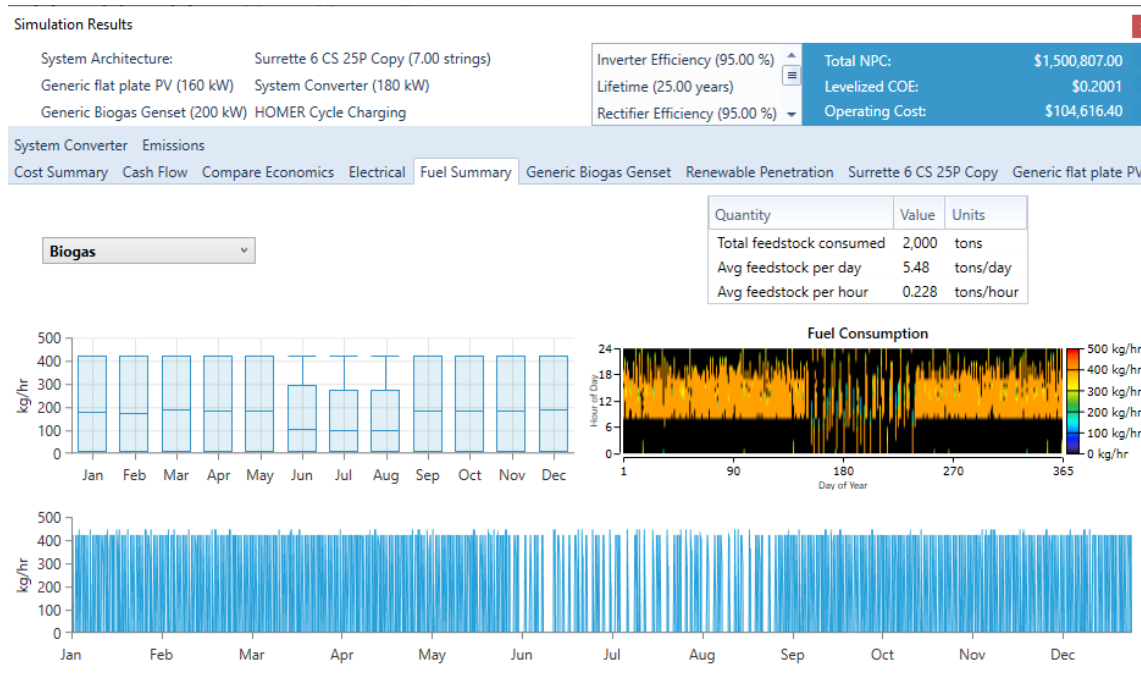 Simulation Results
System Architecture: Surrette 6 CS 25P Copy (7.00 strings) Inverter Efficiency (95.00 %) Total NPC: $1,500,807.00
Generic flat plate PV (160 kW) System Converter (180 kW) Lifetime (25.00 years) Levelized COE: $0.2001
Generic Biogas Genset (200 kW) HOMER Cycle Charging Rectifier Efficiency (95.00 %) Operating Cost: $104,616.40
System Converter Emissions
Cost Summary Cash Flow Compare Economics Electrical Fuel Summary Generic Biogas Genset Renewable Penetration Surrette 6 CS 25P Copy Generic flat plate PV
Quantity Value Units
Total feedstock consumed 2,000 tons
Avg feedstock per day 5.48 tons/day
Avg feedstock per hour 0.228 tons/hour
Biogas
500
400
300
200
100
0
kg/hr
Jan Feb Mar Apr May Jun Jul Aug Sep Oct Nov Dec
Fuel Consumption
24
18
12
6
0
Hour of Day
1 90 180 270 365
Day of Year
500 kg/hr
400 kg/hr
300 kg/hr
200 kg/hr
100 kg/hr
0 kg/hr
500
400
300
200
100
0
kg/hr
Jan Feb Mar Apr May Jun Jul Aug Sep Oct Nov Dec